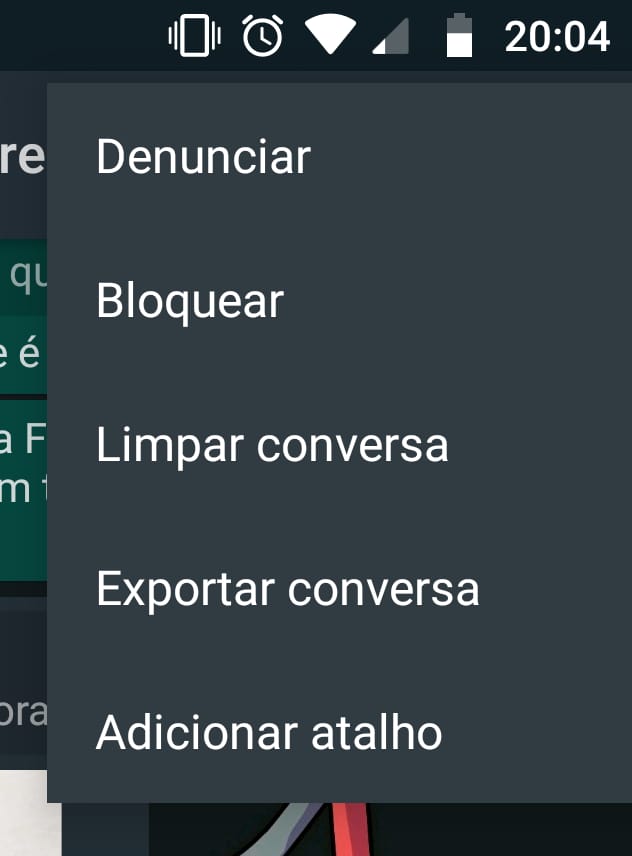 20:04
re
Denunciar
qu
Bloquear
e é
a F
Limpar conversa
m
Exportar conversa
ora
Adicionar atalho